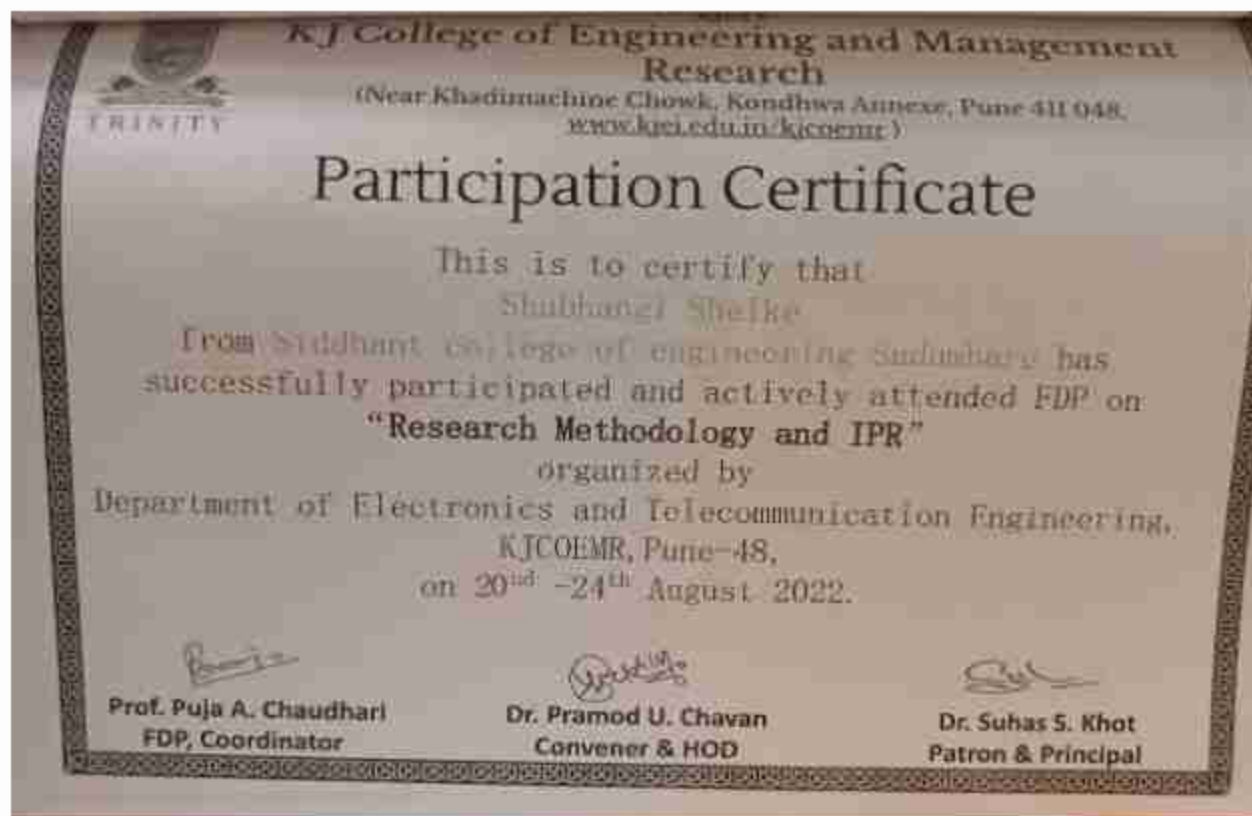 KJ College of Engineering and Management
Research
(Near Khadimachine Chowk, Kondhwa Annexe, Pune 411 048,
www.kjei.edu.in/kjcoemr )
TRINITY
Participation Certificate
This is to certify that
Shubhangi Shelke
from Siddhant college of engineering Sudumbare has
successfully participated and actively attended FDP on
“Research Methodology and IPR”
organized by
Department of Electronics and Telecommunication Engineering,
KJCOEMR, Pune-48,
on 20nd -24th August 2022.
Prof. Puja A. Chaudhari
FDP, Coordinator
Dr. Pramod U. Chavan
Convener & HOD
Dr. Suhas S. Khot
Patron & Principal